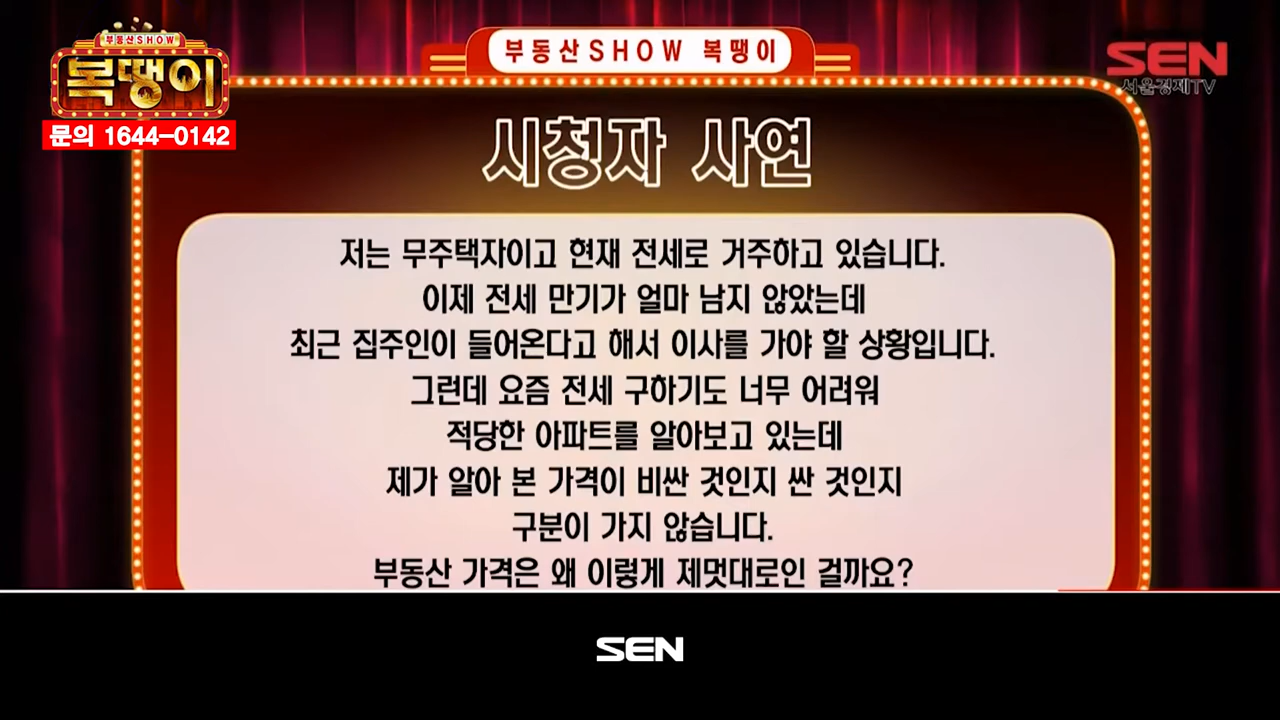 부동산SHOW
복땡이
문의 1644-0142
부동산SHOW 복땡이
SEN
서울경제TV
시청자 사연
저는 무주택자이고 현재 전세로 거주하고 있습니다.
이제 전세 만기가 얼마 남지 않았는데
최근 집주인이 들어온다고 해서 이사를 가야 할 상황입니다.
그런데 요즘 전세 구하기도 너무 어려워
적당한 아파트를 알아보고 있는데
제가 알아 본 가격이 비싼 것인지 싼 것인지
구분이 가지 않습니다.
부동산 가격은 왜 이렇게 제멋대로인 걸까요?
SEN